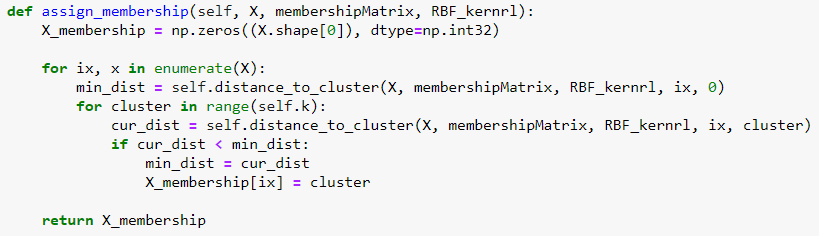 def assign_membership(self, X, membershipMatrix, RBF_kernrl):
    X_membership = np.zeros((X.shape[0]), dtype=np.int32)

    for ix, x in enumerate(X):
        min_dist = self.distance_to_cluster(X, membershipMatrix, RBF_kernrl, ix, 0)
        for cluster in range(self.k):
            cur_dist = self.distance_to_cluster(X, membershipMatrix, RBF_kernrl, ix, cluster)
            if cur_dist < min_dist:
                min_dist = cur_dist
                X_membership[ix] = cluster

    return X_membership